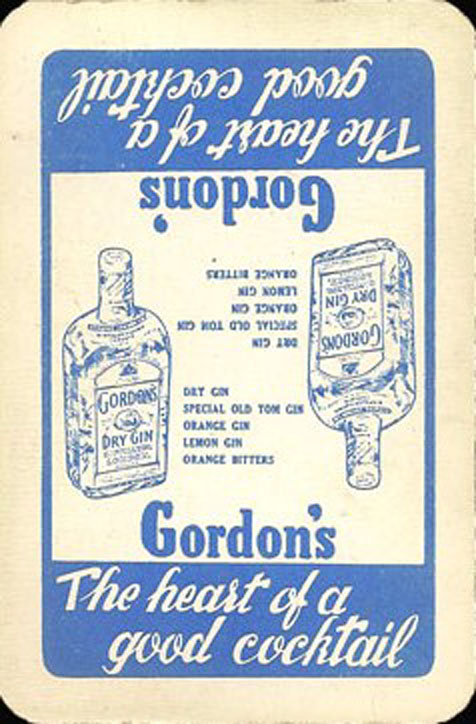 The heart of a
good cocktail
Gordon's
DRY GIN
SPECIAL OLD TOM GIN
ORANGE GIN
LEMON GIN
ORANGE BITTERS
GORDON'S
DRY GIN
GORDON'S
DRY GIN
DRY GIN
SPECIAL OLD TOM GIN
ORANGE GIN
LEMON GIN
ORANGE BITTERS
Gordon's
The heart of a
good cocktail